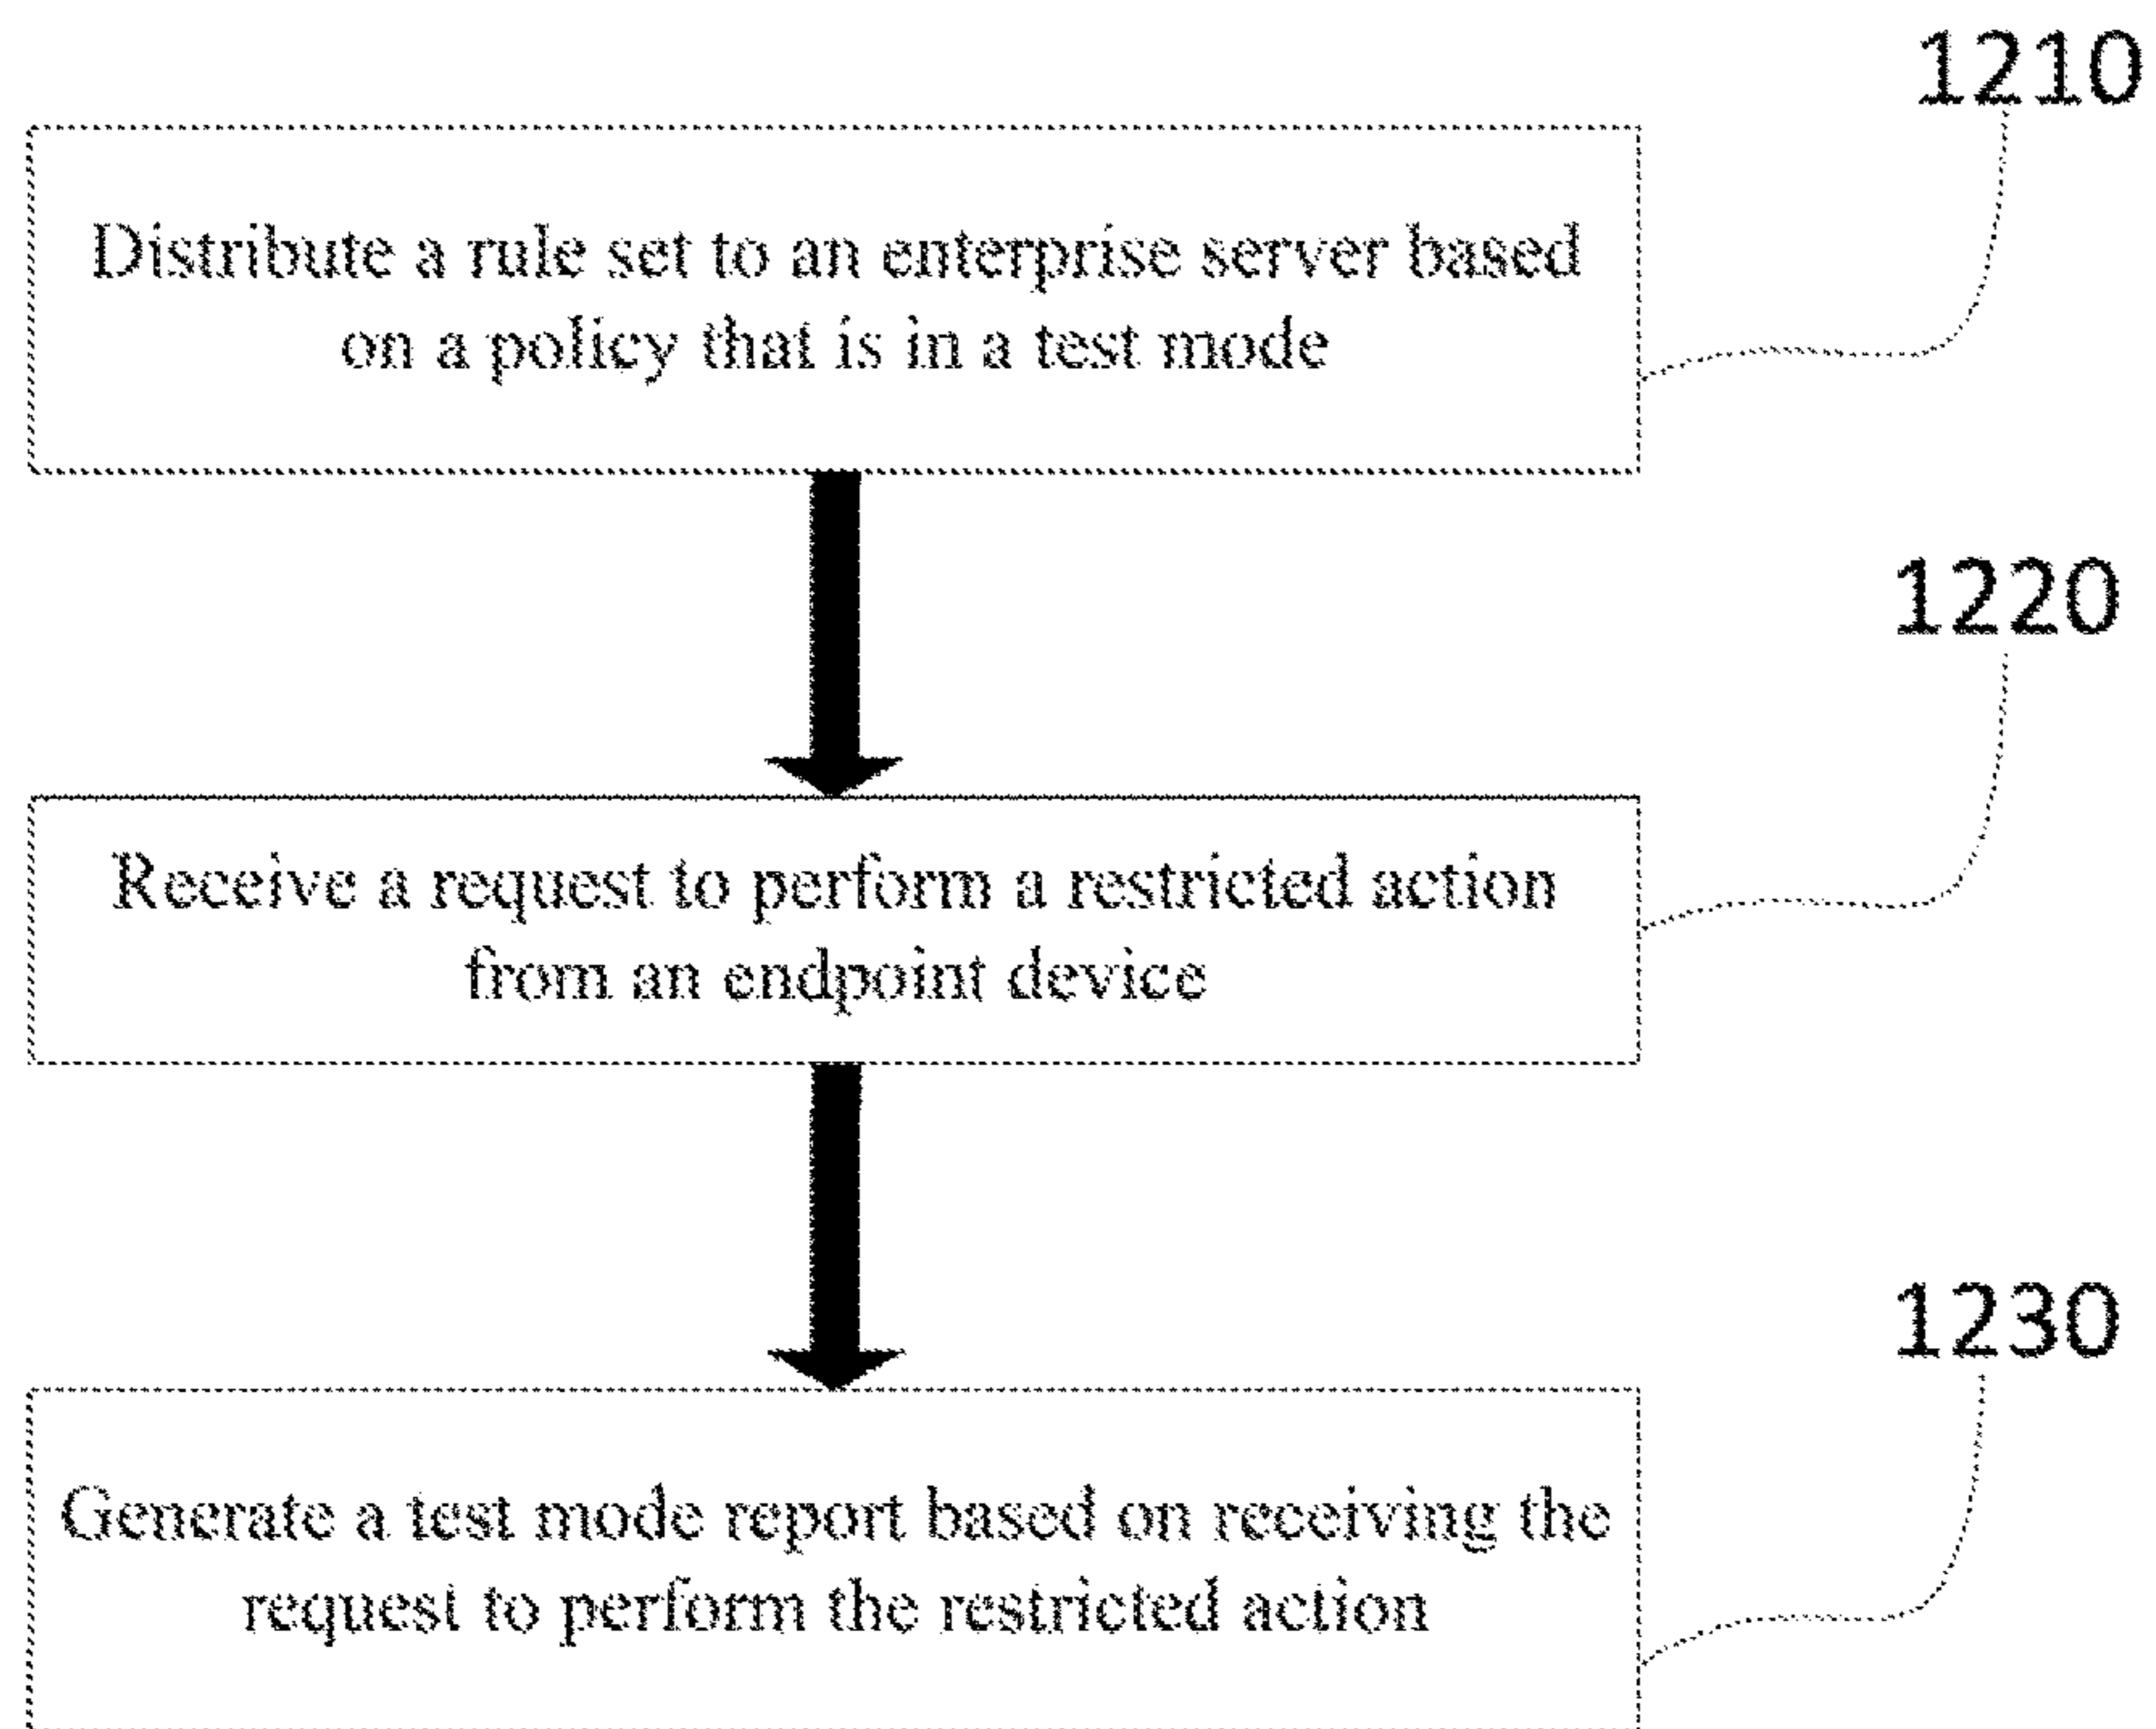 1210
Distribute a rule set to an enterprise server based
on a policy that is in a test mode
1220
Receive a request to perform a restricted action
from an endpoint device
1230
Generate a test mode report based on receiving the
request to perform the restricted action